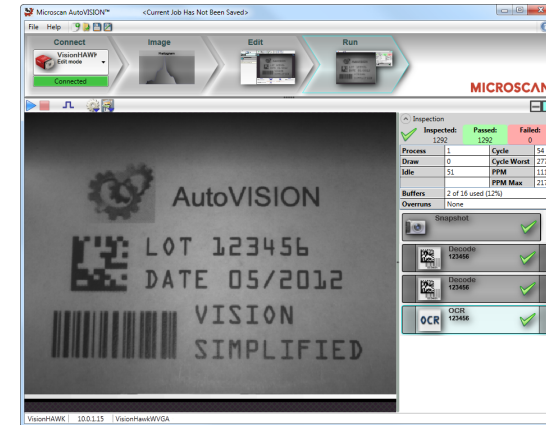 Microscan AutoVISION™ <Current Job Has Not Been Saved>
File Help
Connect Image Edit Run
VisionHAWK
Edit mode
Connected
MICROSCAN
Inspection
Inspected: Passed: Failed:
1292 1292 0
Process 1 Cycle 54
Draw 0 Cycle Worst 277
Idle 51 PPM 111
PPM Max 217
Buffers 2 of 16 used (12%)
Overruns None
Snapshot
Decode
123456
Decode
123456
OCR
OCR
123456
AutoVISION
LOT 123456
DATE 05/2012
VISION
SIMPLIFIED
VisionHAWK 10.0.1.15 VisionHawkWVGA